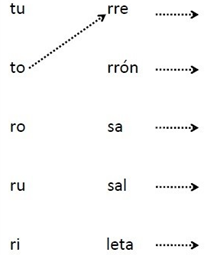 tu rre
to rrón
ro sa
ru sal
ri leta